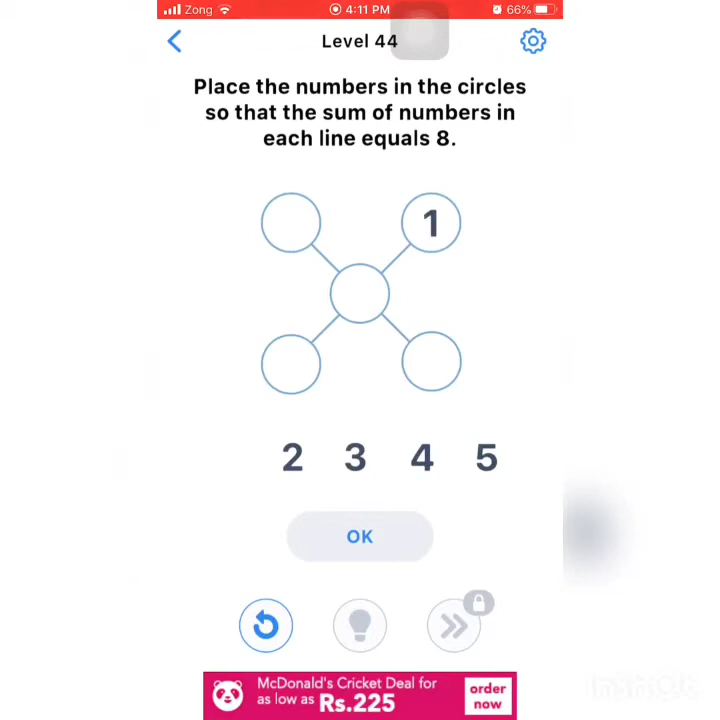 Zong 4:11 PM 66%
Level 44
Place the numbers in the circles
so that the sum of numbers in
each line equals 8.
1
2 3 4 5
OK
McDonald's Cricket Deal for
as low as Rs.225
order
now